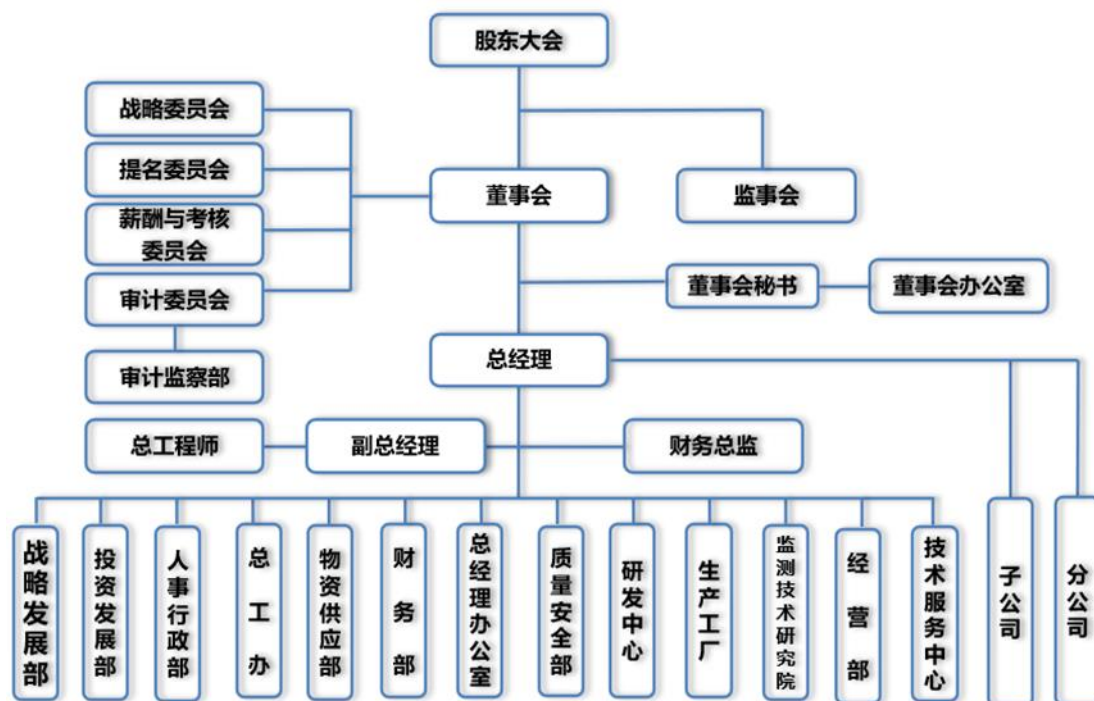 股东大会
战略委员会
提名委员会
董事会
监事会
薪酬与考核
委员会
审计委员会
董事会秘书
董事会办公室
总经理
审计监察部
总工程师
副总经理
财务总监
战略发展部
投资发展部
人事行政部
总工办
物资供应部
财务部
总经理办公室
质量安全部
研发中心
生产工厂
监测技术研究院
经营部
技术服务中心
子公司
分公司